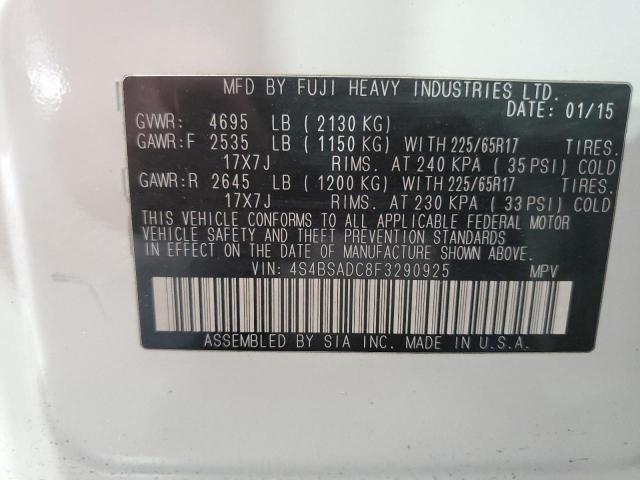 MFD BY FUJI HEAVY INDUSTRIES LTD.
DATE: 01/15
GVWR: 4695 LB ( 2130 KG)
GAWR:F 2535 LB ( 1150 KG) WITH 225/65R17 TIRES.
17X7J RIMS. AT 240 KPA ( 35 PSI) COLD
GAWR:R 2645 LB ( 1200 KG) WITH 225/65R17 TIRES.
17X7J RIMS. AT 230 KPA ( 33 PSI) COLD
THIS VEHICLE CONFORMS TO ALL APPLICABLE FEDERAL MOTOR
VEHICLE SAFETY AND THEFT PREVENTION STANDARDS
IN EFFECT ON THE DATE OF MANUFACTURE SHOWN ABOVE.
VIN: 4S4BSADC8F3290925 MPV
ASSEMBLED BY SIA INC. MADE IN U.S.A.